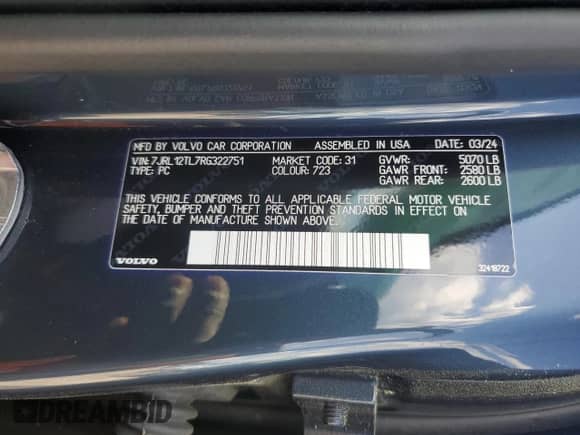 MFD BY VOLVO CAR CORPORATION ASSEMBLED IN USA DATE: 03/24
VIN: 7JRL12TL7RG322751 MARKET CODE: 31 GVWR: 5070 LB
TYPE: PC COLOUR: 723 GAWR FRONT: 2580 LB
GAWR REAR: 2600 LB
THIS VEHICLE CONFORMS TO ALL APPLICABLE FEDERAL MOTOR VEHICLE
SAFETY, BUMPER AND THEFT PREVENTION STANDARDS IN EFFECT ON
THE DATE OF MANUFACTURE SHOWN ABOVE.
VOLVO 32419722
DREAMBID